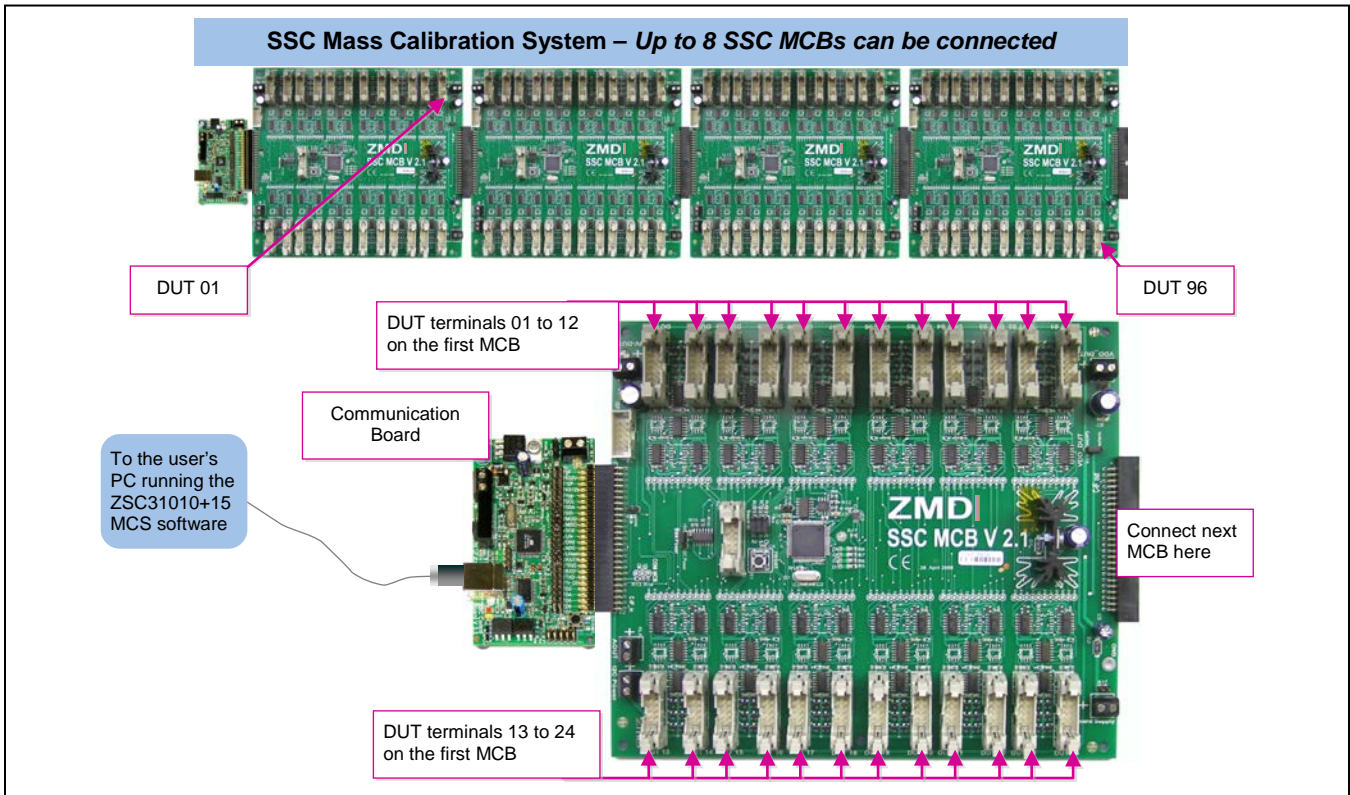 SSC Mass Calibration System – Up to 8 SSC MCBs can be connected
ZMDI
SSC MCB V 2.1
ZMDI
SSC MCB V 2.1
ZMDI
SSC MCB V 2.1
ZMDI
SSC MCB V 2.1
DUT 01
DUT 96
DUT terminals 01 to 12
on the first MCB
Communication
Board
To the user's
PC running the
ZSC31010+15
MCS software
VDD_DUT
ZMDI
SSC MCB V 2.1
CE
Connect next
MCB here
DUT terminals 13 to 24
on the first MCB